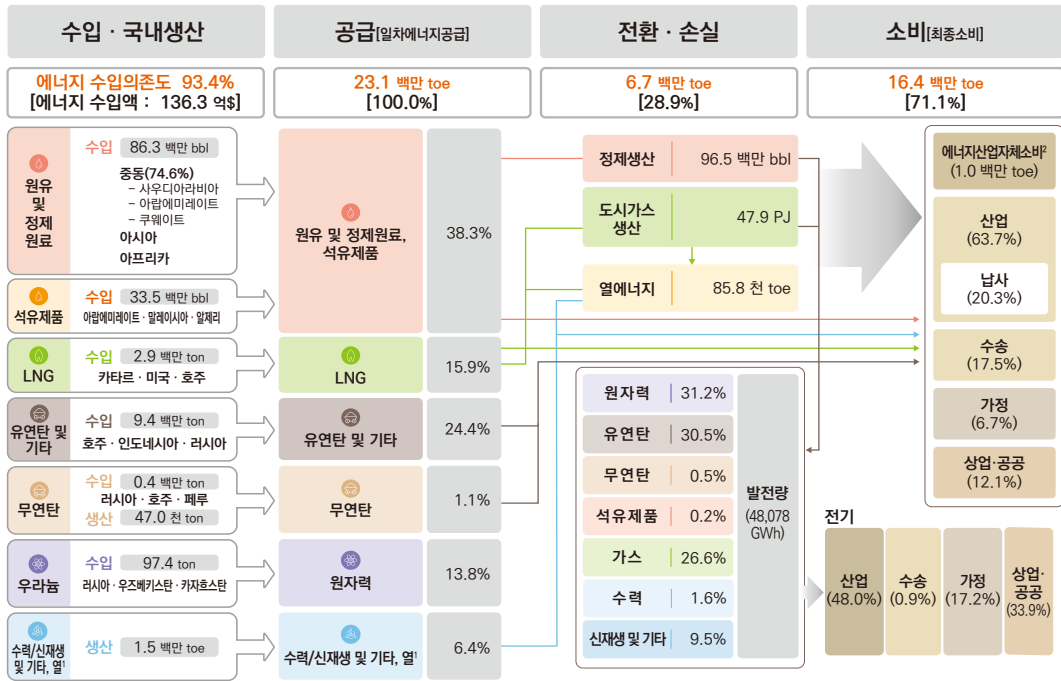 수입 · 국내생산
공급[일차에너지공급]
전환 · 손실
소비[최종소비]
에너지 수입의존도 93.4%
[에너지 수입액 : 136.3 억$]
23.1 백만 toe
[100.0%]
6.7 백만 toe
[28.9%]
16.4 백만 toe
[71.1%]
원유
및
정제
원료
수입 86.3 백만 bbl
중동(74.6%)
– 사우디아라비아
– 아랍에미레이트
– 쿠웨이트
아시아
아프리카
석유제품
수입 33.5 백만 bbl
아랍에미레이트 · 말레이시아 · 알제리
LNG
수입 2.9 백만 ton
카타르 · 미국 · 호주
유연탄 및
기타
수입 9.4 백만 ton
호주 · 인도네시아 · 러시아
무연탄
수입 0.4 백만 ton
러시아 · 호주 · 페루
생산 47.0 천 ton
우라늄
수입 97.4 ton
러시아 · 우즈베키스탄 · 카자흐스탄
수력/신재생
및 기타, 열¹
생산 1.5 백만 toe
원유 및 정제원료,
석유제품
38.3%
LNG
15.9%
유연탄 및 기타
24.4%
무연탄
1.1%
원자력
13.8%
수력/신재생 및 기타, 열¹
6.4%
정제생산 96.5 백만 bbl
도시가스
생산
47.9 PJ
열에너지 85.8 천 toe
원자력 31.2%
유연탄 30.5%
무연탄 0.5%
석유제품 0.2%
가스 26.6%
수력 1.6%
신재생 및 기타 9.5%
발전량
(48,078
GWh)
에너지산업자체소비²
(1.0 백만 toe)
산업
(63.7%)
납사
(20.3%)
수송
(17.5%)
가정
(6.7%)
상업·공공
(12.1%)
전기
산업
(48.0%)
수송
(0.9%)
가정
(17.2%)
상업·
공공
(33.9%)